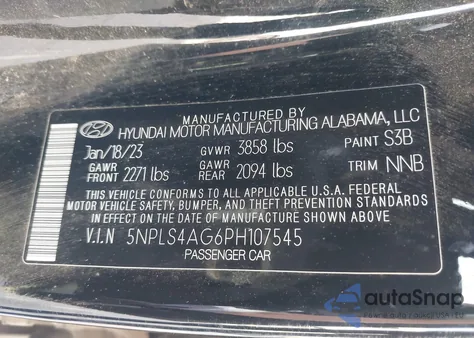 MANUFACTURED BY
HYUNDAI MOTOR MANUFACTURING ALABAMA, LLC
Jan/18/23 GVWR 3858 lbs PAINT S3B
GAWR FRONT 2271 lbs GAWR REAR 2094 lbs TRIM NNB
THIS VEHICLE CONFORMS TO ALL APPLICABLE U.S.A. FEDERAL
MOTOR VEHICLE SAFETY, BUMPER, AND THEFT PREVENTION STANDARDS
IN EFFECT ON THE DATE OF MANUFACTURE SHOWN ABOVE.
V.I.N 5NPLS4AG6PH107545
PASSENGER CAR
autoSnap